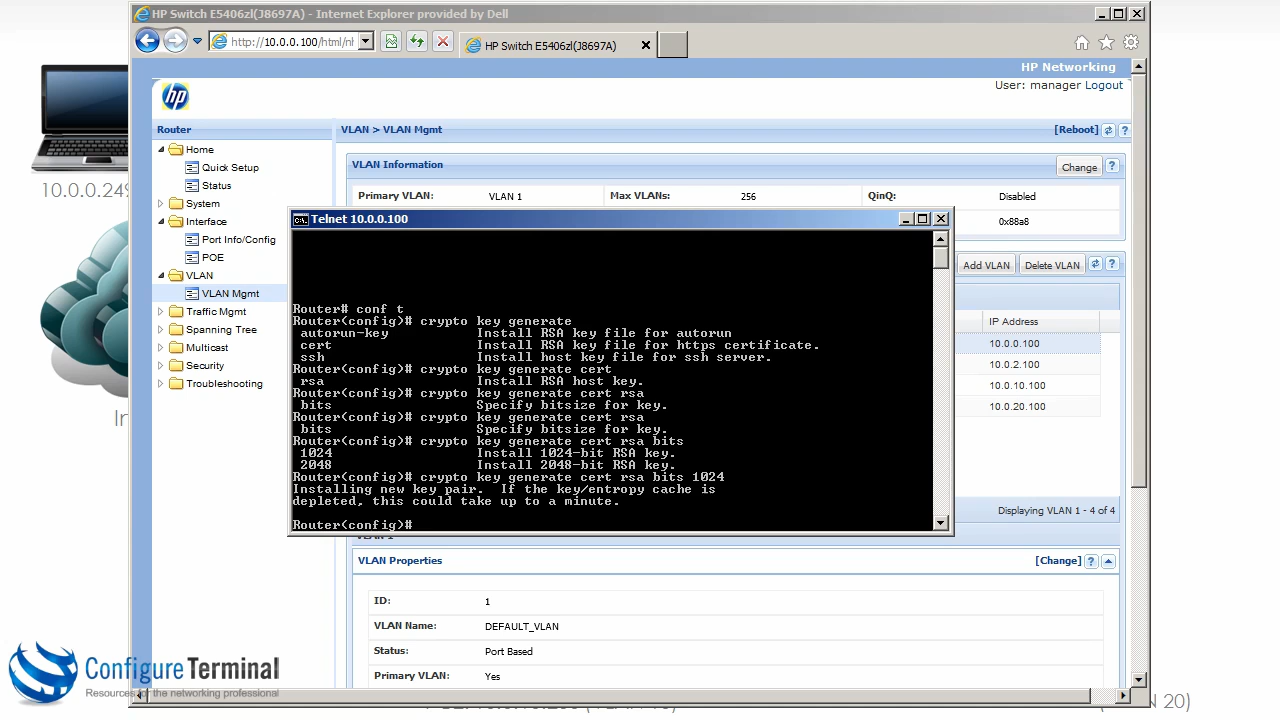 HP Switch E5406zl(J8697A) - Internet Explorer provided by Dell
http://10.0.0.100/html/nh
HP Switch E5406zl(J8697A)
HP Networking
User: manager Logout
hp
Router
VLAN > VLAN Mgmt
[Reboot]
?
Home
Quick Setup
Status
System
Interface
Port Info/Config
POE
VLAN
VLAN Mgmt
Traffic Mgmt
Spanning Tree
Multicast
Security
Troubleshooting
10.0.0.249
VLAN Information
Change
?
Primary VLAN: VLAN 1 Max VLANs: 256 QinQ: Disabled
0x88a8
Add VLAN Delete VLAN ?
IP Address
10.0.0.100
10.0.2.100
10.0.10.100
10.0.20.100
Displaying VLAN 1 - 4 of 4
C:\.
Telnet 10.0.0.100
Router# conf t
Router(config)# crypto key generate
autorun-key Install RSA key file for autorun
cert Install RSA key file for https certificate.
ssh Install host key file for ssh server.
Router(config)# crypto key generate cert
rsa Install RSA host key.
Router(config)# crypto key generate cert rsa
bits Specify bitsize for key.
Router(config)# crypto key generate cert rsa
bits Specify bitsize for key.
Router(config)# crypto key generate cert rsa bits
1024 Install 1024-bit RSA key.
2048 Install 2048-bit RSA key.
Router(config)# crypto key generate cert rsa bits 1024
Installing new key pair. If the key/entropy cache is
depleted, this could take up to a minute.
Router(config)#
VLAN Properties
[Change] ?
ID: 1
VLAN Name: DEFAULT_VLAN
Status: Port Based
Primary VLAN: Yes
Configure Terminal
Resources for the networking professional
20)